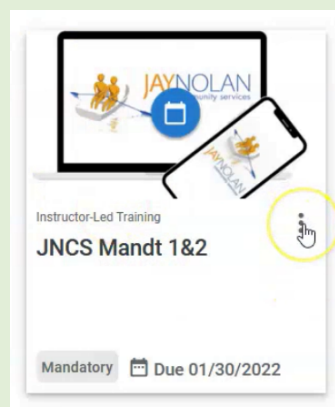 JAYNOLAN
community services
JAYNOLAN
Instructor-Led Training
JNCS Mandt 1&2
Mandatory
Due 01/30/2022